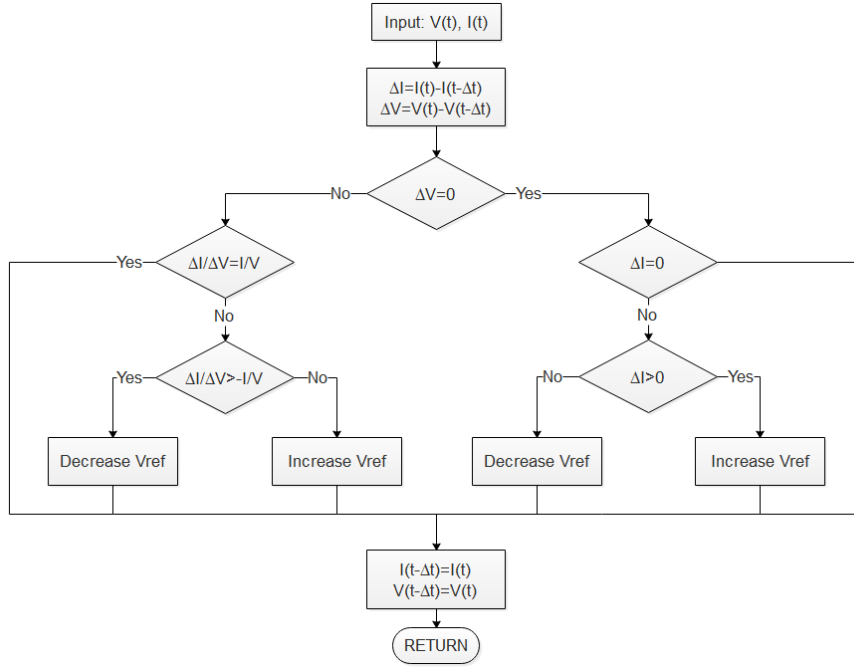 Input: V(t), I(t)
ΔI=I(t)-I(t-Δt)
ΔV=V(t)-V(t-Δt)
ΔV=0
No
Yes
ΔI/ΔV=I/V
Yes
No
ΔI/ΔV>-I/V
Yes
No
Decrease Vref
Increase Vref
ΔI=0
No
ΔI>0
No
Yes
Decrease Vref
Increase Vref
I(t-Δt)=I(t)
V(t-Δt)=V(t)
RETURN